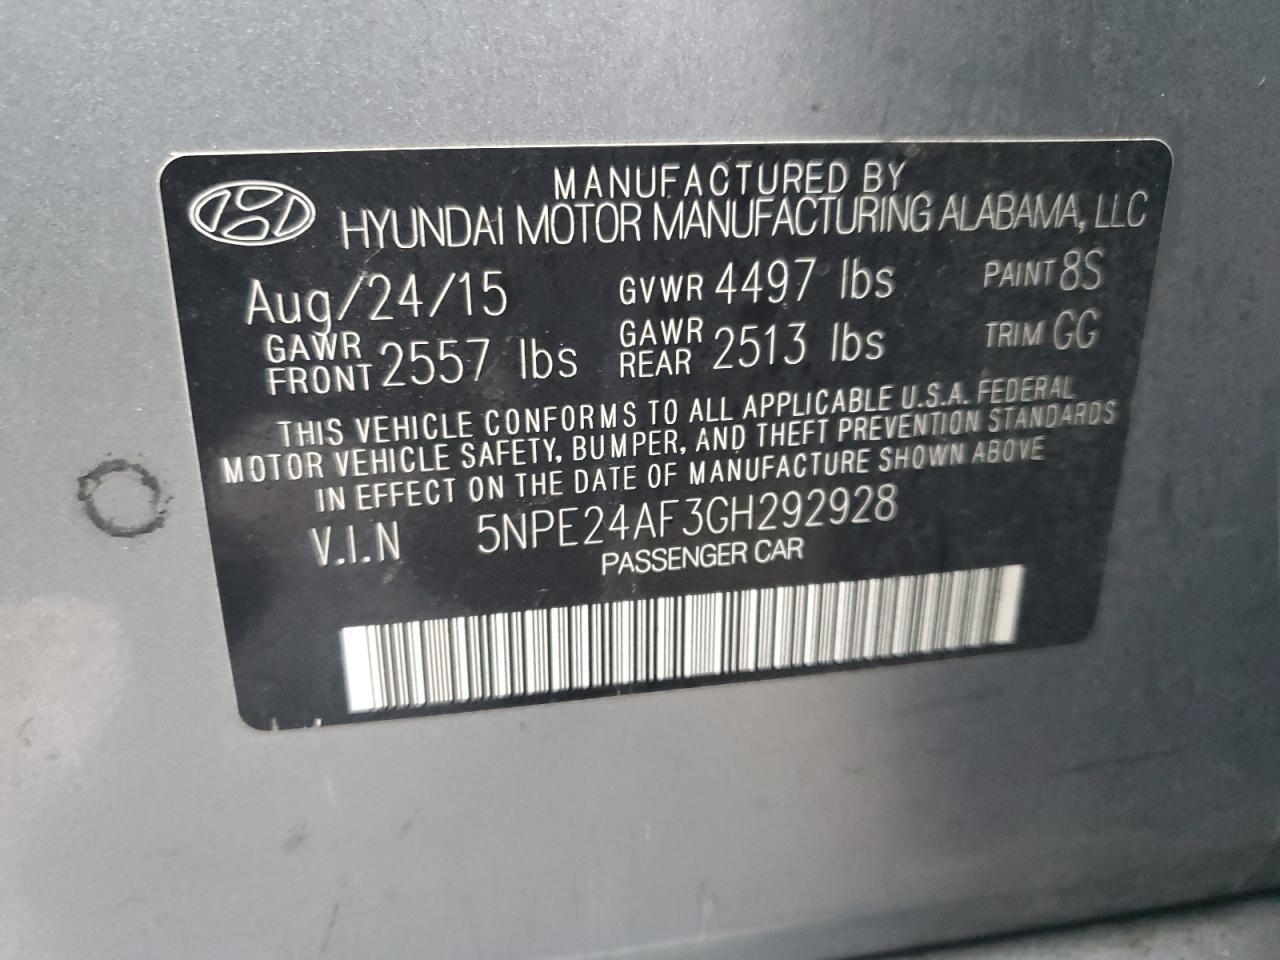 MANUFACTURED BY
HYUNDAI MOTOR MANUFACTURING ALABAMA, LLC
Aug/24/15 GVWR 4497 lbs PAINT 8S
GAWR FRONT 2557 lbs GAWR REAR 2513 lbs TRIM GG
THIS VEHICLE CONFORMS TO ALL APPLICABLE U.S.A. FEDERAL
MOTOR VEHICLE SAFETY, BUMPER, AND THEFT PREVENTION STANDARDS
IN EFFECT ON THE DATE OF MANUFACTURE SHOWN ABOVE
V.I.N 5NPE24AF3GH292928
PASSENGER CAR